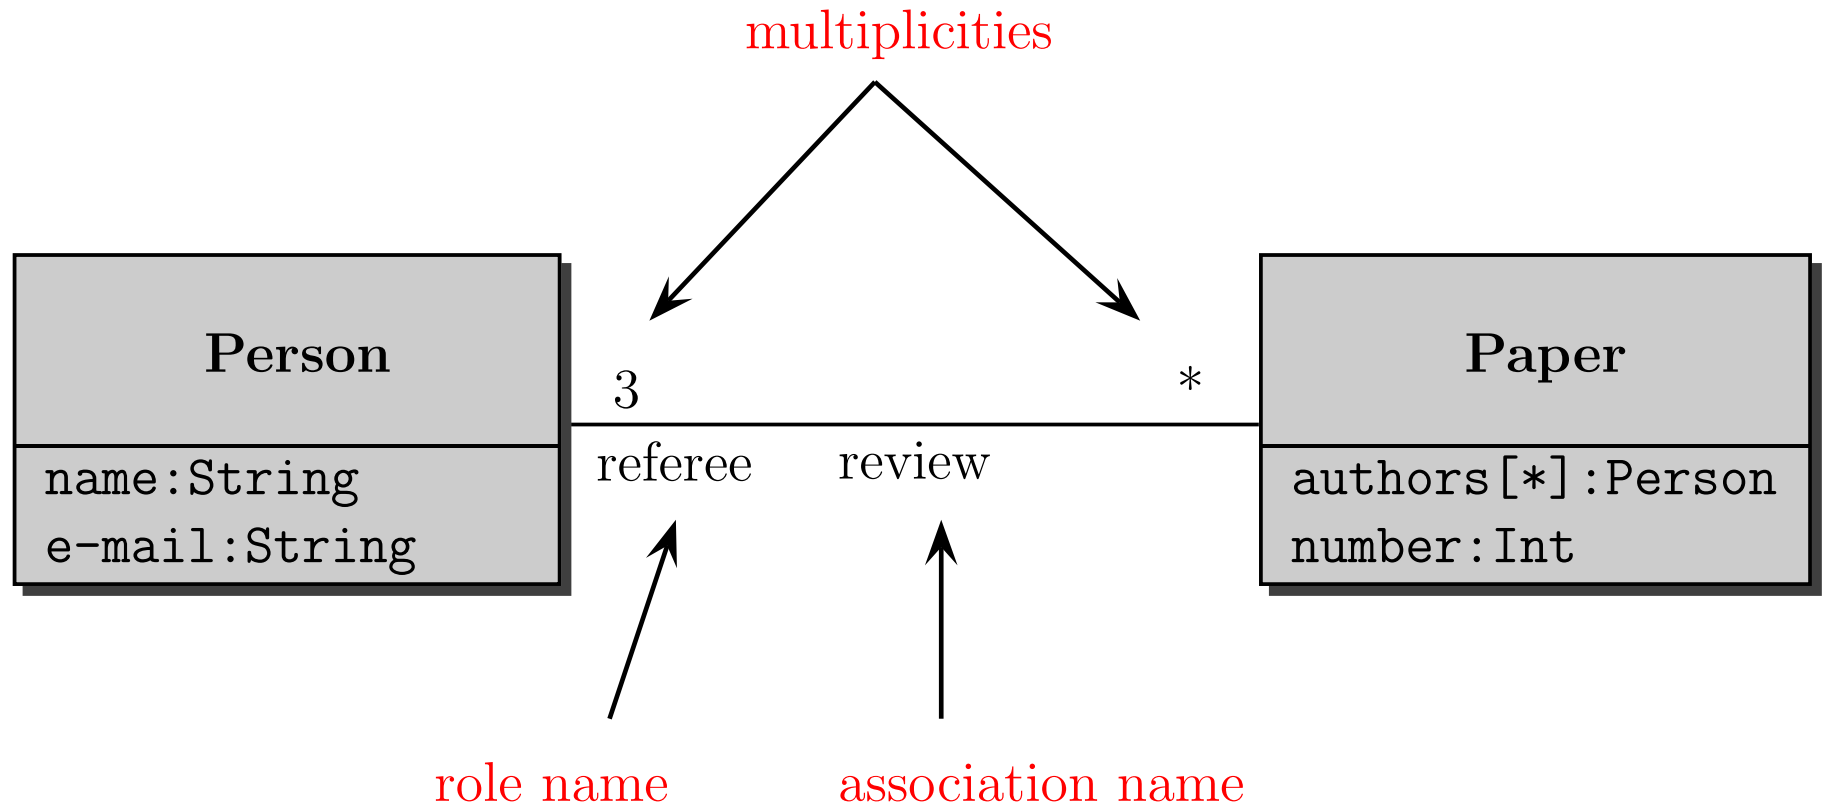 multiplicities
Person
3
*
Paper
referee
review
name:String
e-mail:String
authors[*]:Person
number:Int
role name
association name